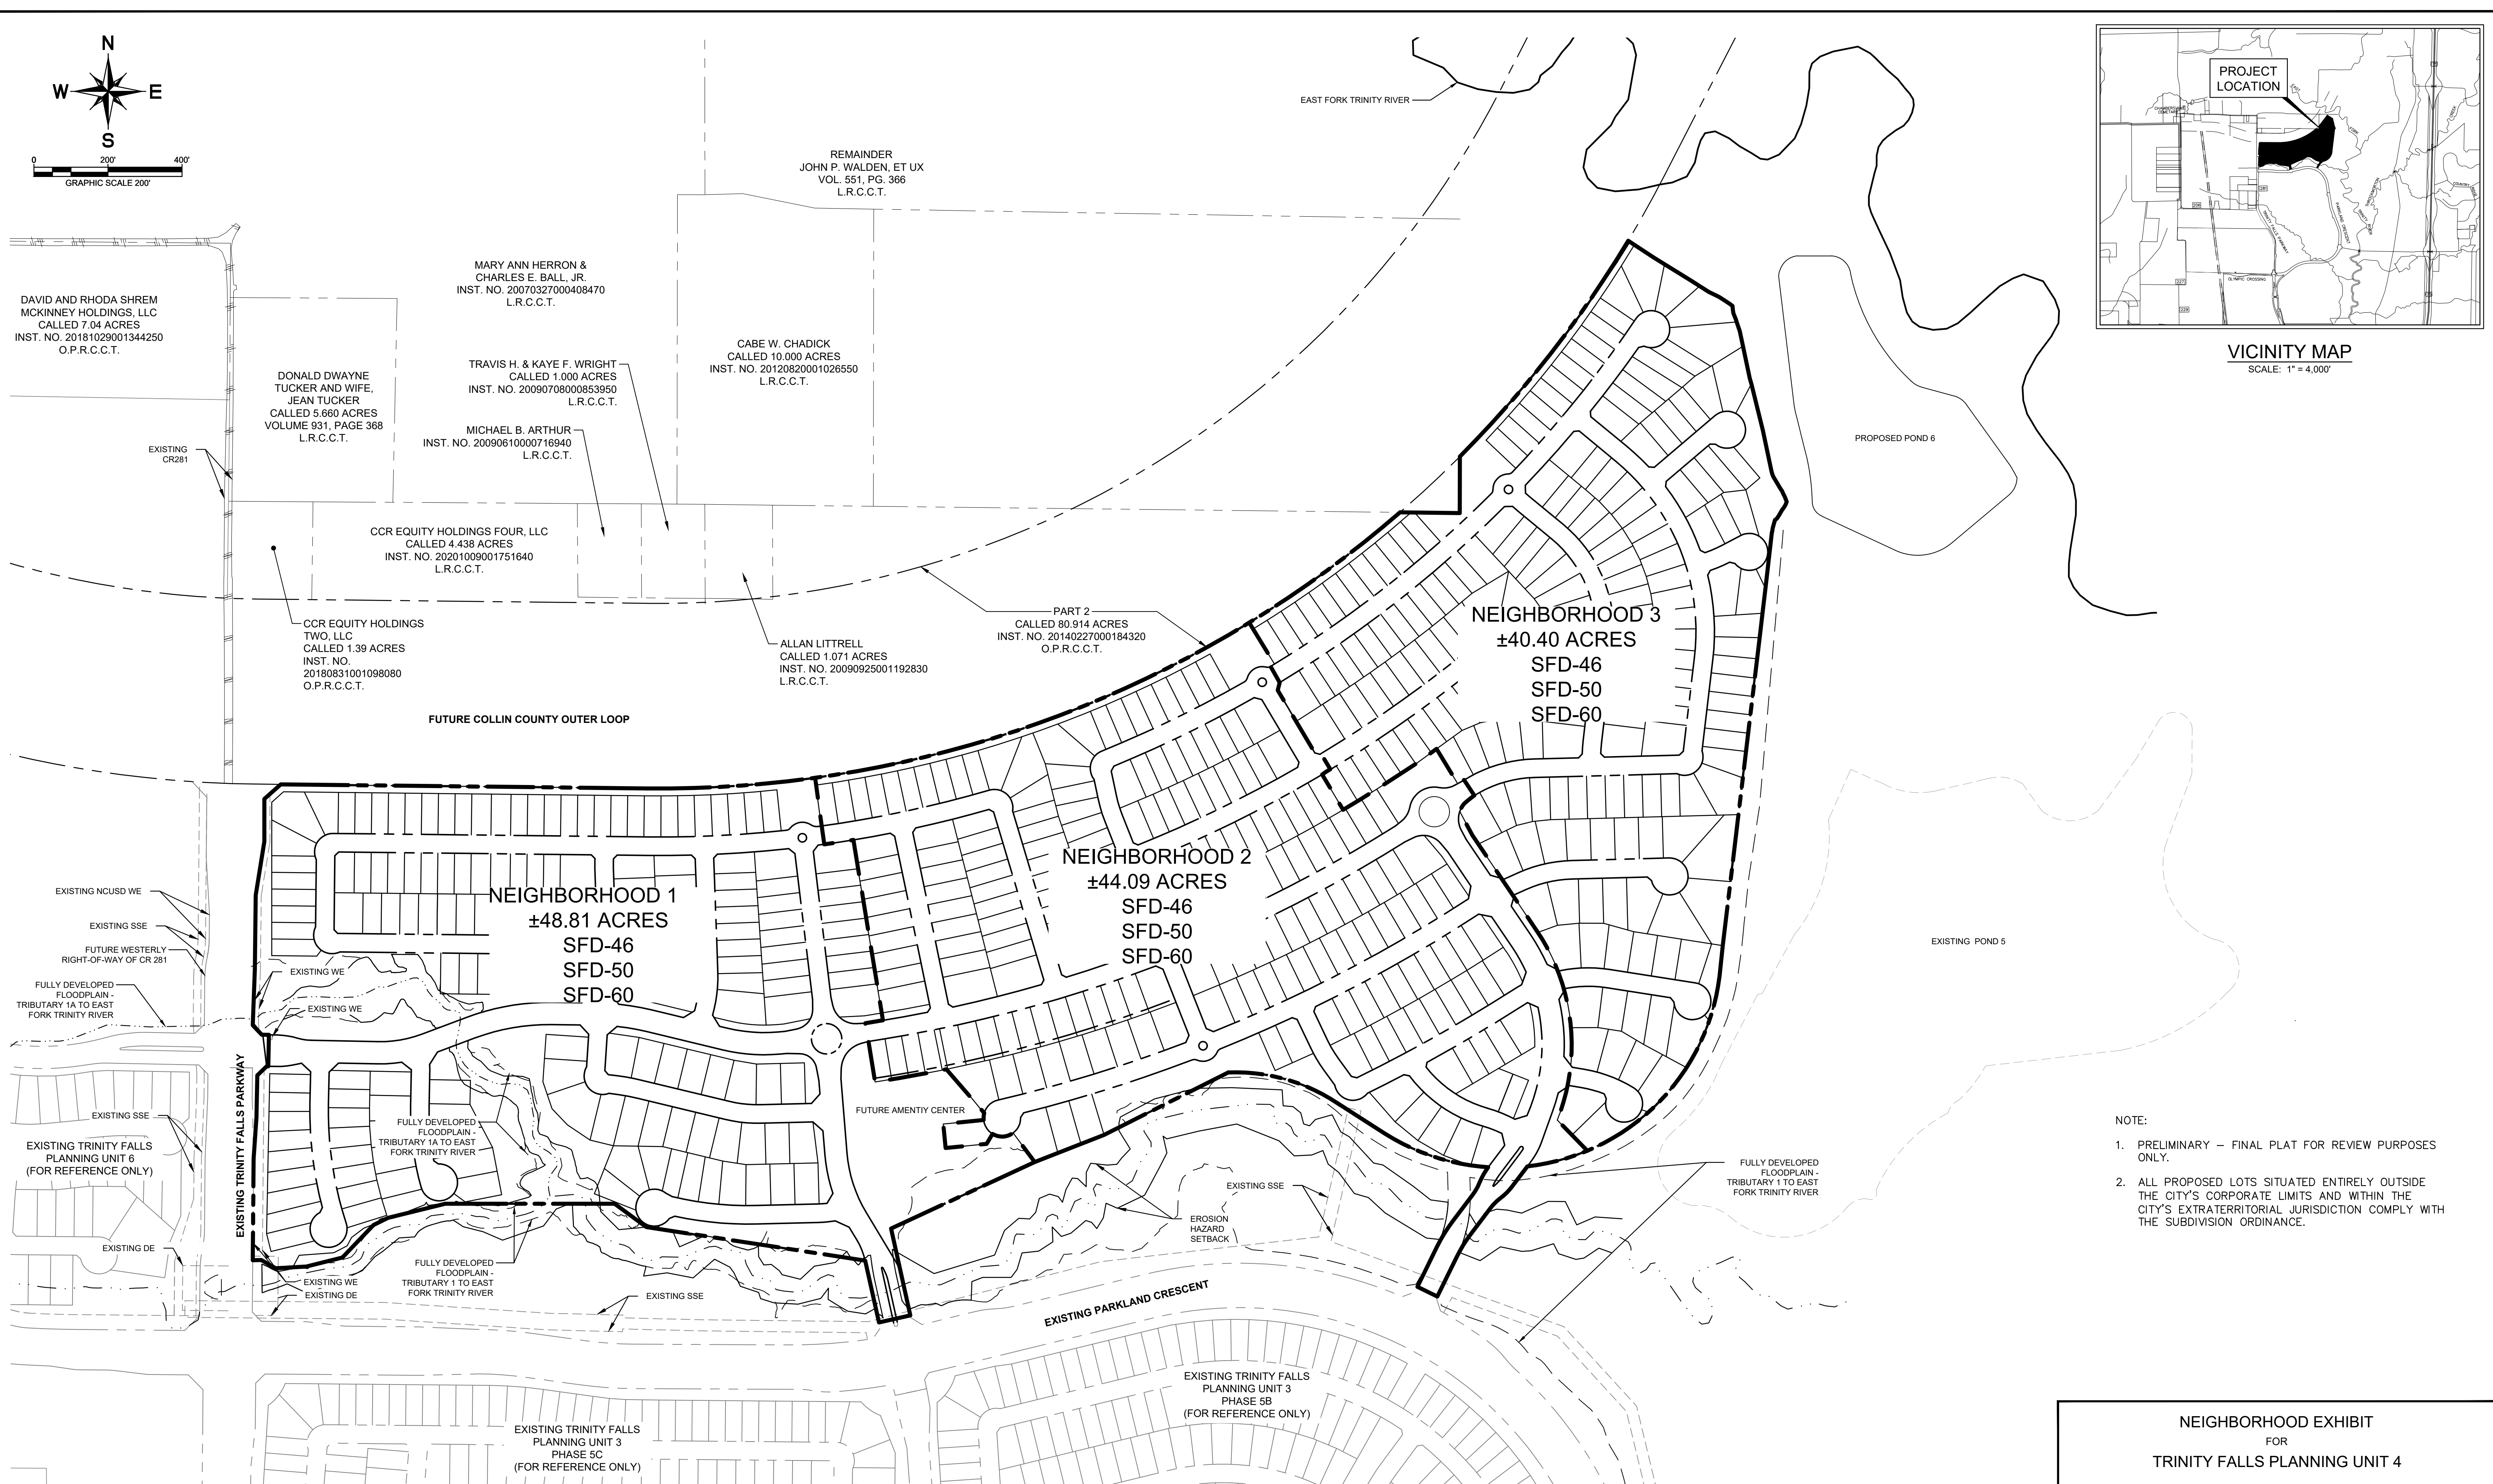 N
W
E
S
0
200'
400'
GRAPHIC SCALE 200'
DAVID AND RHODA SHREM
MCKINNEY HOLDINGS, LLC
CALLED 7.04 ACRES
INST. NO. 20181029001344250
O.P.R.C.C.T.
EXISTING
CR281
DONALD DWAYNE
TUCKER AND WIFE,
JEAN TUCKER
CALLED 5.660 ACRES
VOLUME 931, PAGE 368
L.R.C.C.T.
MARY ANN HERRON &
CHARLES E. BALL, JR.
INST. NO. 20070327000408470
L.R.C.C.T.
TRAVIS H. & KAYE F. WRIGHT
CALLED 1.000 ACRES
INST. NO. 20090708000853950
L.R.C.C.T.
MICHAEL B. ARTHUR
INST. NO. 20090610000716940
L.R.C.C.T.
REMAINDER
JOHN P. WALDEN, ET UX
VOL. 551, PG. 366
L.R.C.C.T.
CABE W. CHADICK
CALLED 10.000 ACRES
INST. NO. 20120820001026550
L.R.C.C.T.
EAST FORK TRINITY RIVER
PROJECT
LOCATION
TRINITY FALLS PARKWAY
PARKLAND CRESCENT
OLYMPIC CROSSING
VICINITY MAP
SCALE: 1" = 4,000'
PROPOSED POND 6
CCR EQUITY HOLDINGS FOUR, LLC
CALLED 4.438 ACRES
INST. NO. 20201009001751640
L.R.C.C.T.
CCR EQUITY HOLDINGS
TWO, LLC
CALLED 1.39 ACRES
INST. NO.
20180831001098080
O.P.R.C.C.T.
ALLAN LITTRELL
CALLED 1.071 ACRES
INST. NO. 20090925001192830
L.R.C.C.T.
PART 2
CALLED 80.914 ACRES
INST. NO. 20140227000184320
O.P.R.C.C.T.
FUTURE COLLIN COUNTY OUTER LOOP
NEIGHBORHOOD 3
±40.40 ACRES
SFD-46
SFD-50
SFD-60
NEIGHBORHOOD 2
±44.09 ACRES
SFD-46
SFD-50
SFD-60
NEIGHBORHOOD 1
±48.81 ACRES
SFD-46
SFD-50
SFD-60
EXISTING NCUSD WE
EXISTING SSE
FUTURE WESTERLY
RIGHT-OF-WAY OF CR 281
FULLY DEVELOPED
FLOODPLAIN -
TRIBUTARY 1A TO EAST
FORK TRINITY RIVER
EXISTING WE
EXISTING WE
EXISTING POND 5
EXISTING TRINITY FALLS PARKWAY
EXISTING SSE
EXISTING TRINITY FALLS
PLANNING UNIT 6
(FOR REFERENCE ONLY)
EXISTING DE
FULLY DEVELOPED
FLOODPLAIN -
TRIBUTARY 1A TO EAST
FORK TRINITY RIVER
FUTURE AMENTIY CENTER
EXISTING WE
EXISTING DE
FULLY DEVELOPED
FLOODPLAIN -
TRIBUTARY 1 TO EAST
FORK TRINITY RIVER
EXISTING SSE
EXISTING SSE
EROSION
HAZARD
SETBACK
FULLY DEVELOPED
FLOODPLAIN -
TRIBUTARY 1 TO EAST
FORK TRINITY RIVER
EXISTING PARKLAND CRESCENT
EXISTING TRINITY FALLS
PLANNING UNIT 3
PHASE 5C
(FOR REFERENCE ONLY)
EXISTING TRINITY FALLS
PLANNING UNIT 3
PHASE 5B
(FOR REFERENCE ONLY)
NOTE:
1. PRELIMINARY – FINAL PLAT FOR REVIEW PURPOSES
ONLY.
2. ALL PROPOSED LOTS SITUATED ENTIRELY OUTSIDE
THE CITY'S CORPORATE LIMITS AND WITHIN THE
CITY'S EXTRATERRITORIAL JURISDICTION COMPLY WITH
THE SUBDIVISION ORDINANCE.
NEIGHBORHOOD EXHIBIT
FOR
TRINITY FALLS PLANNING UNIT 4